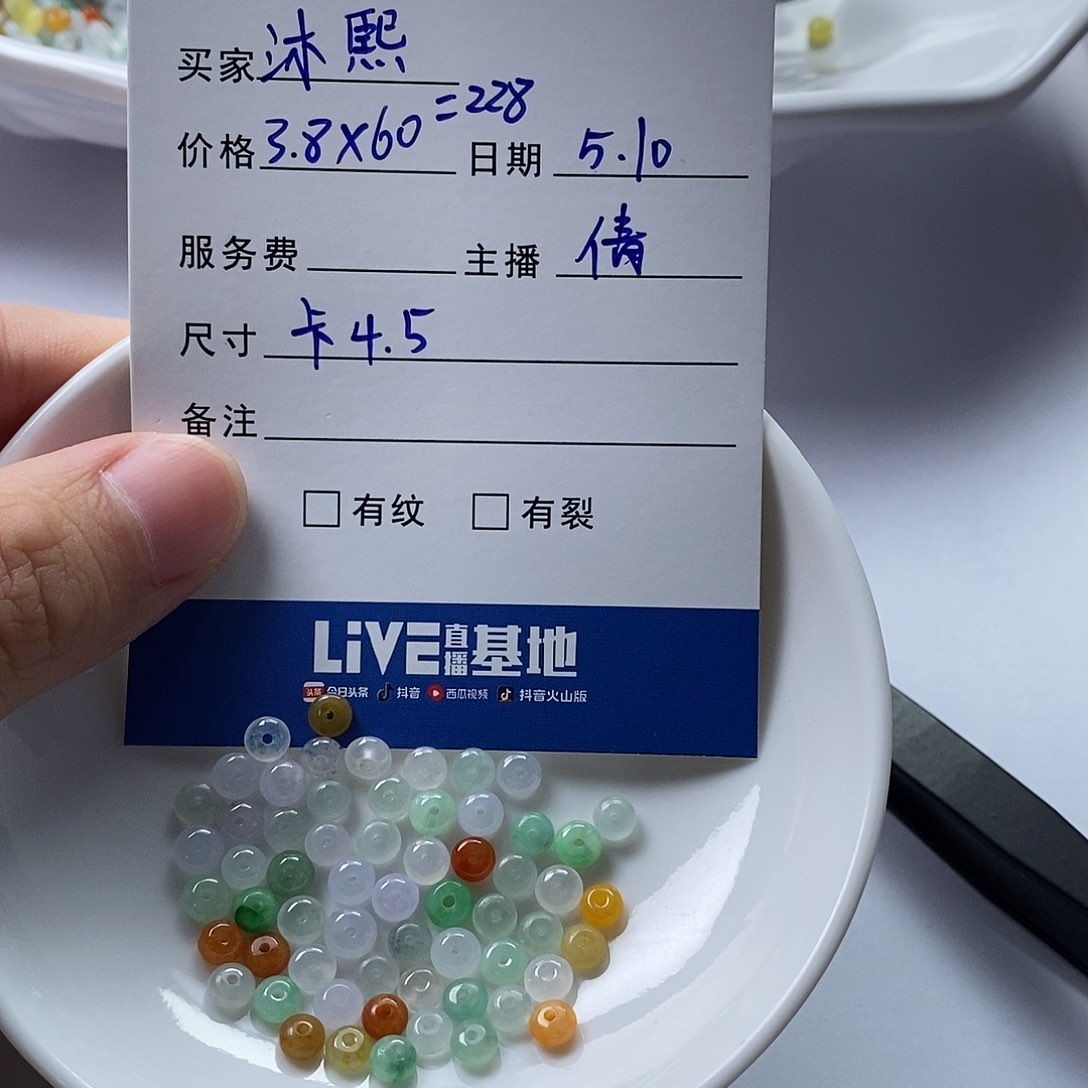 买家 沐熙
价格 3.8×60=228 日期 5.10
服务费 主播 倩
尺寸 卡4.5
备注
□有纹 □有裂
LiVE直播基地
头条 今日头条 抖音 西瓜视频 抖音火山版